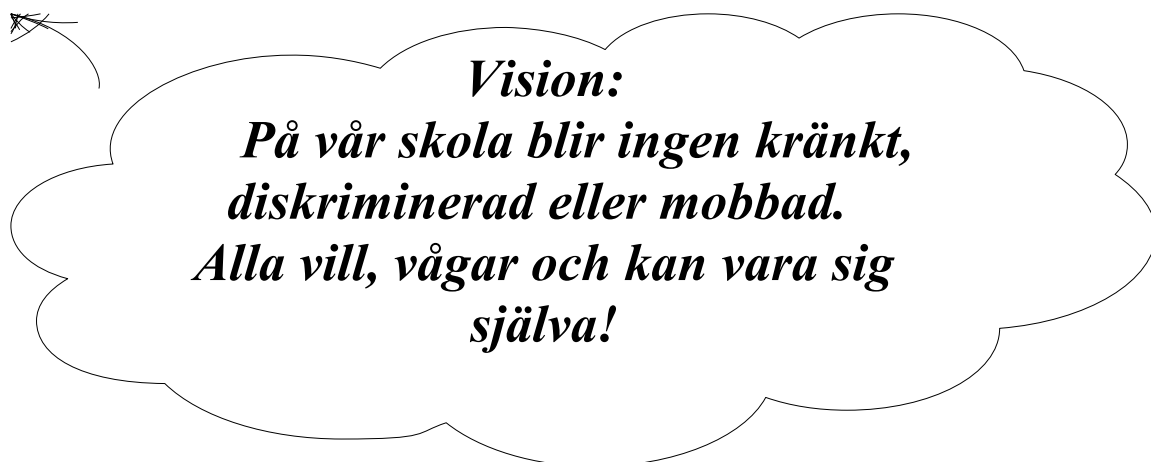 Vision:
På vår skola blir ingen kränkt,
diskriminerad eller mobbad.
Alla vill, vågar och kan vara sig
själva!